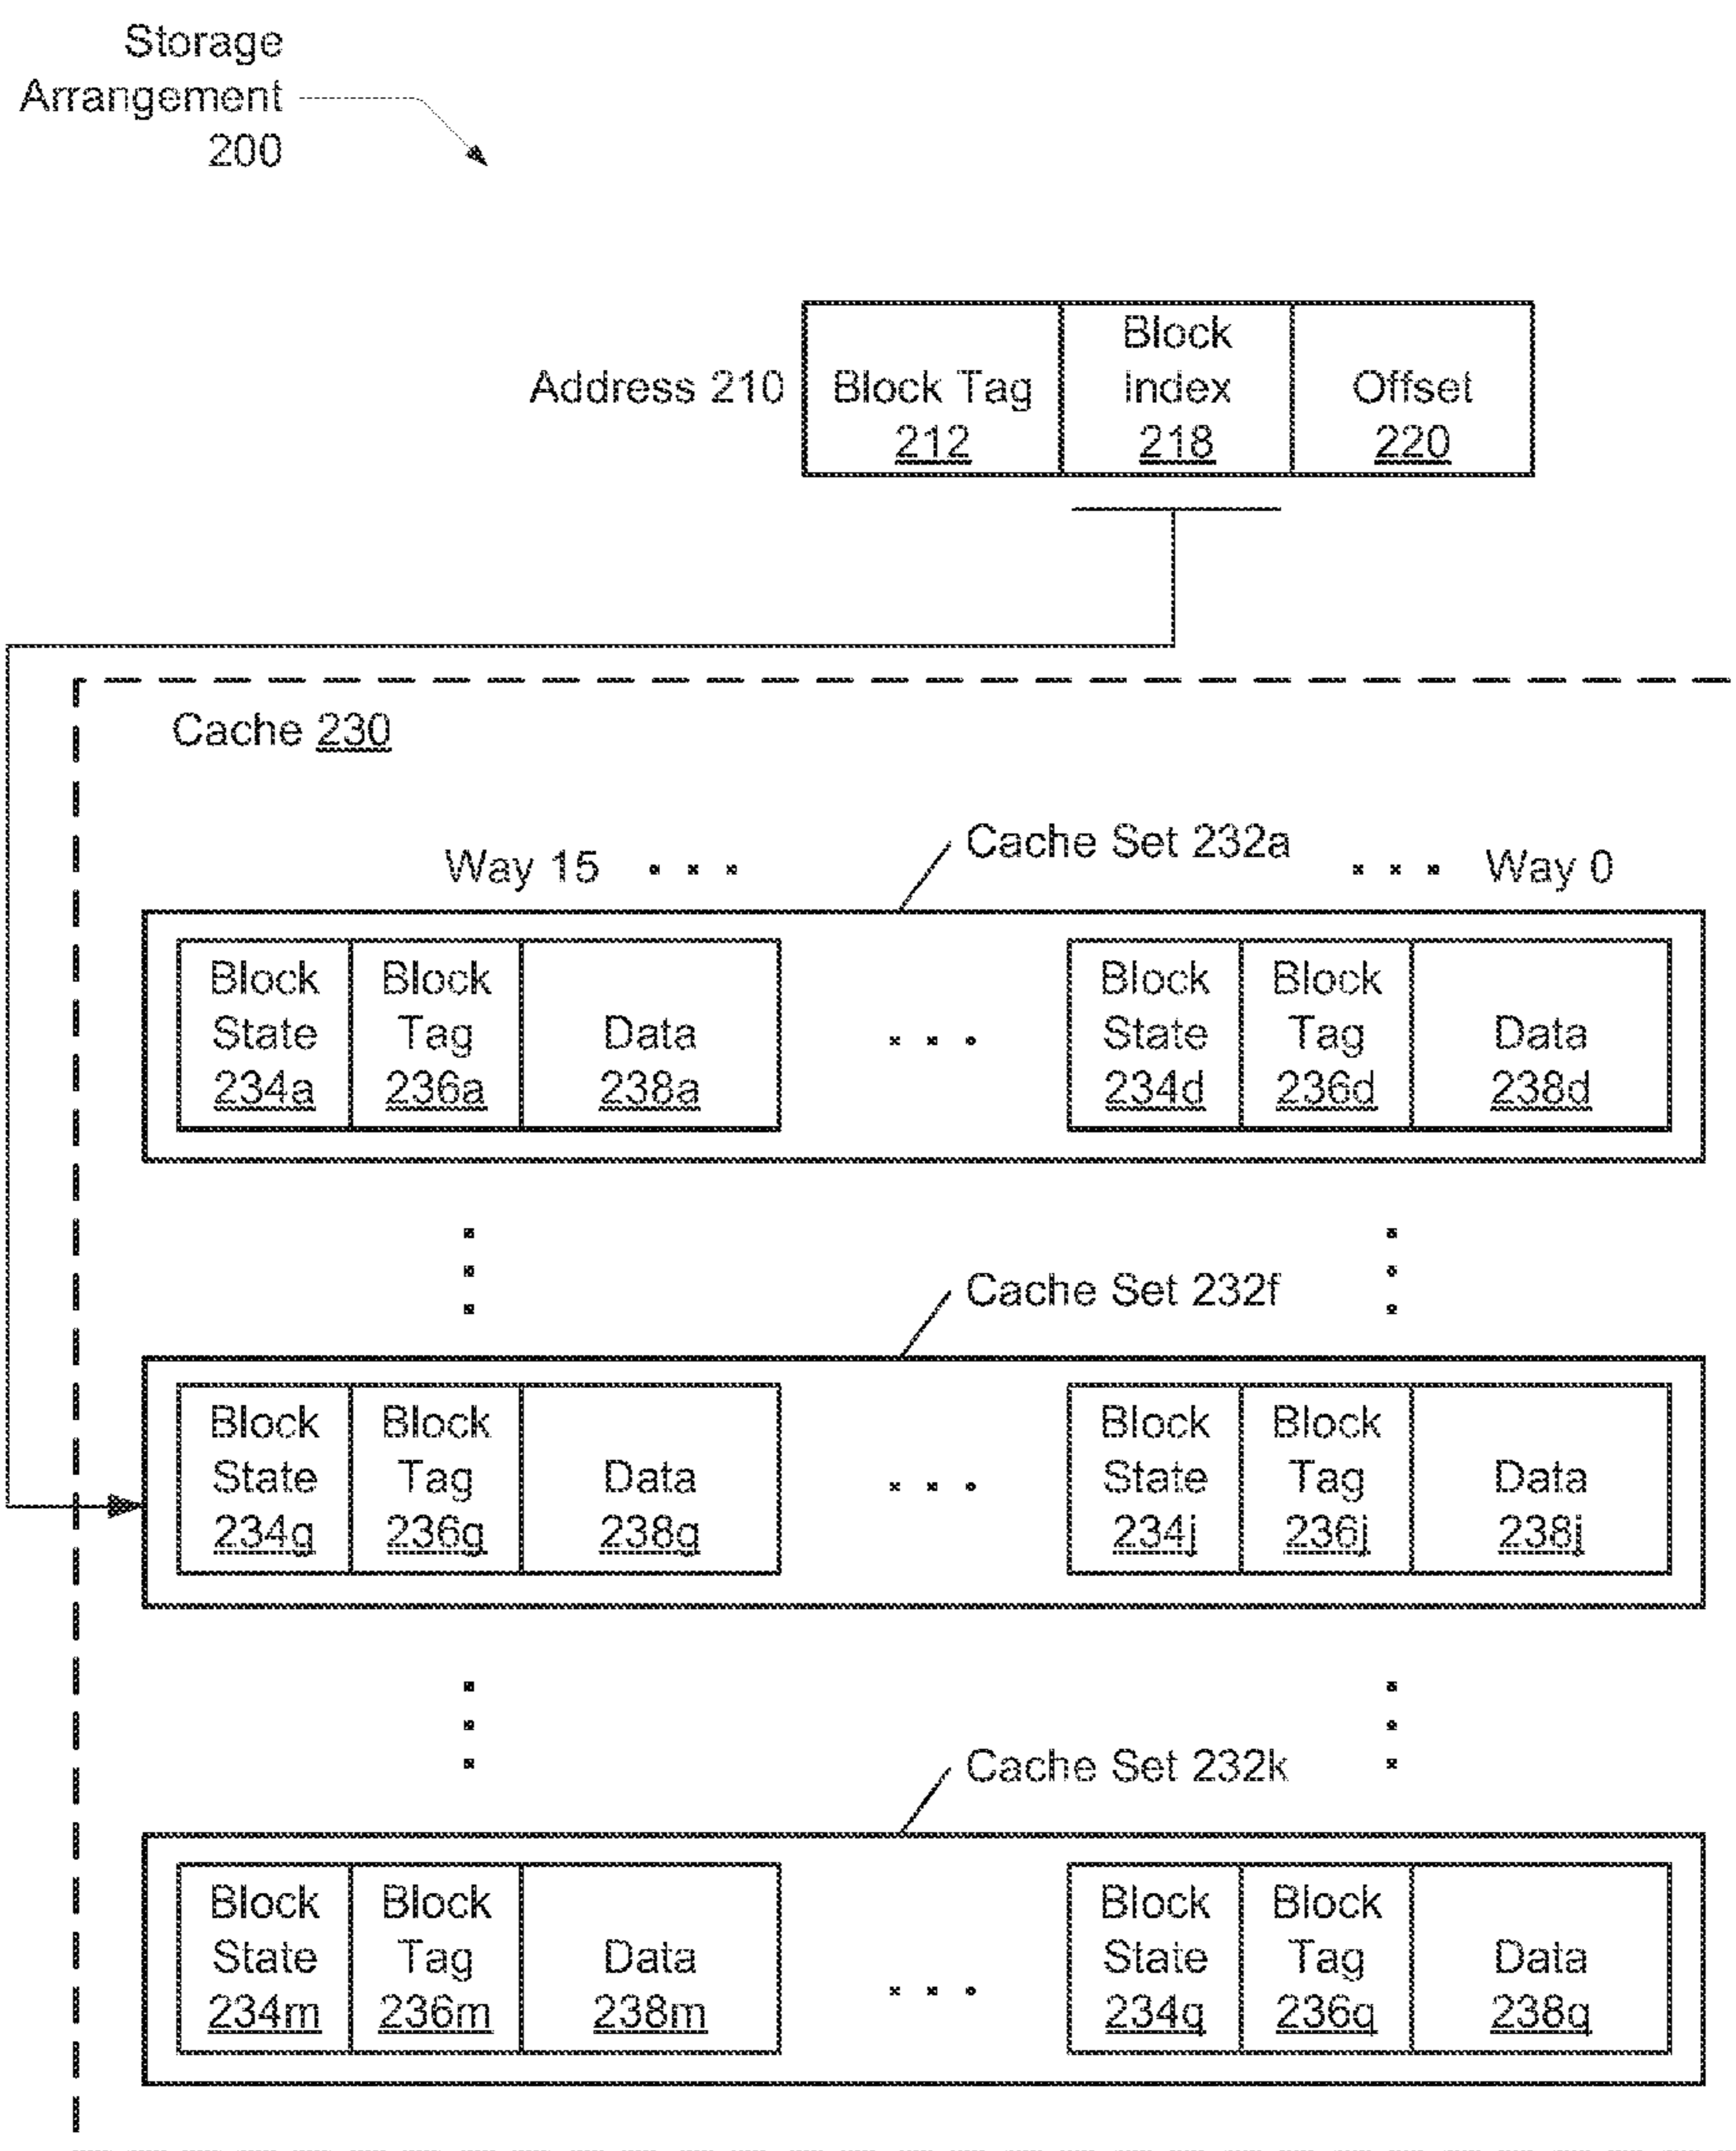 Storage
Arrangement
200
Block
Address 210 Block Tag Index Offset
212 218 220
Cache 230
Cache Set 232a
Way 15 . . . . . . Way 0
Block Block Block Block
State Tag Data . . . State Tag Data
234a 236a 238a 234d 236d 238d
Cache Set 232f
Block Block Block Block
State Tag Data . . . State Tag Data
234g 236g 238g 234j 236j 238j
Cache Set 232k
Block Block Block Block
State Tag Data . . . State Tag Data
234m 236m 238m 234q 236q 238q